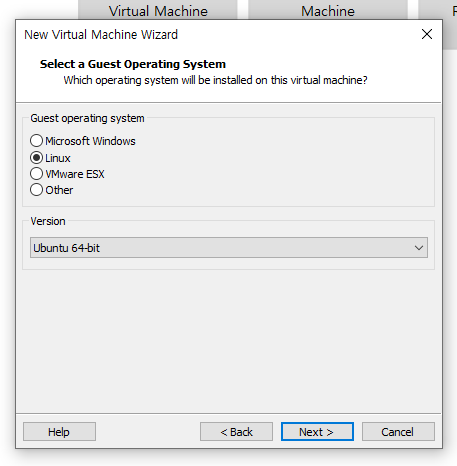 Virtual Machine
Machine
New Virtual Machine Wizard
Select a Guest Operating System
Which operating system will be installed on this virtual machine?
Guest operating system
Microsoft Windows
Linux
VMware ESX
Other
Version
Ubuntu 64-bit
Help
< Back
Next >
Cancel